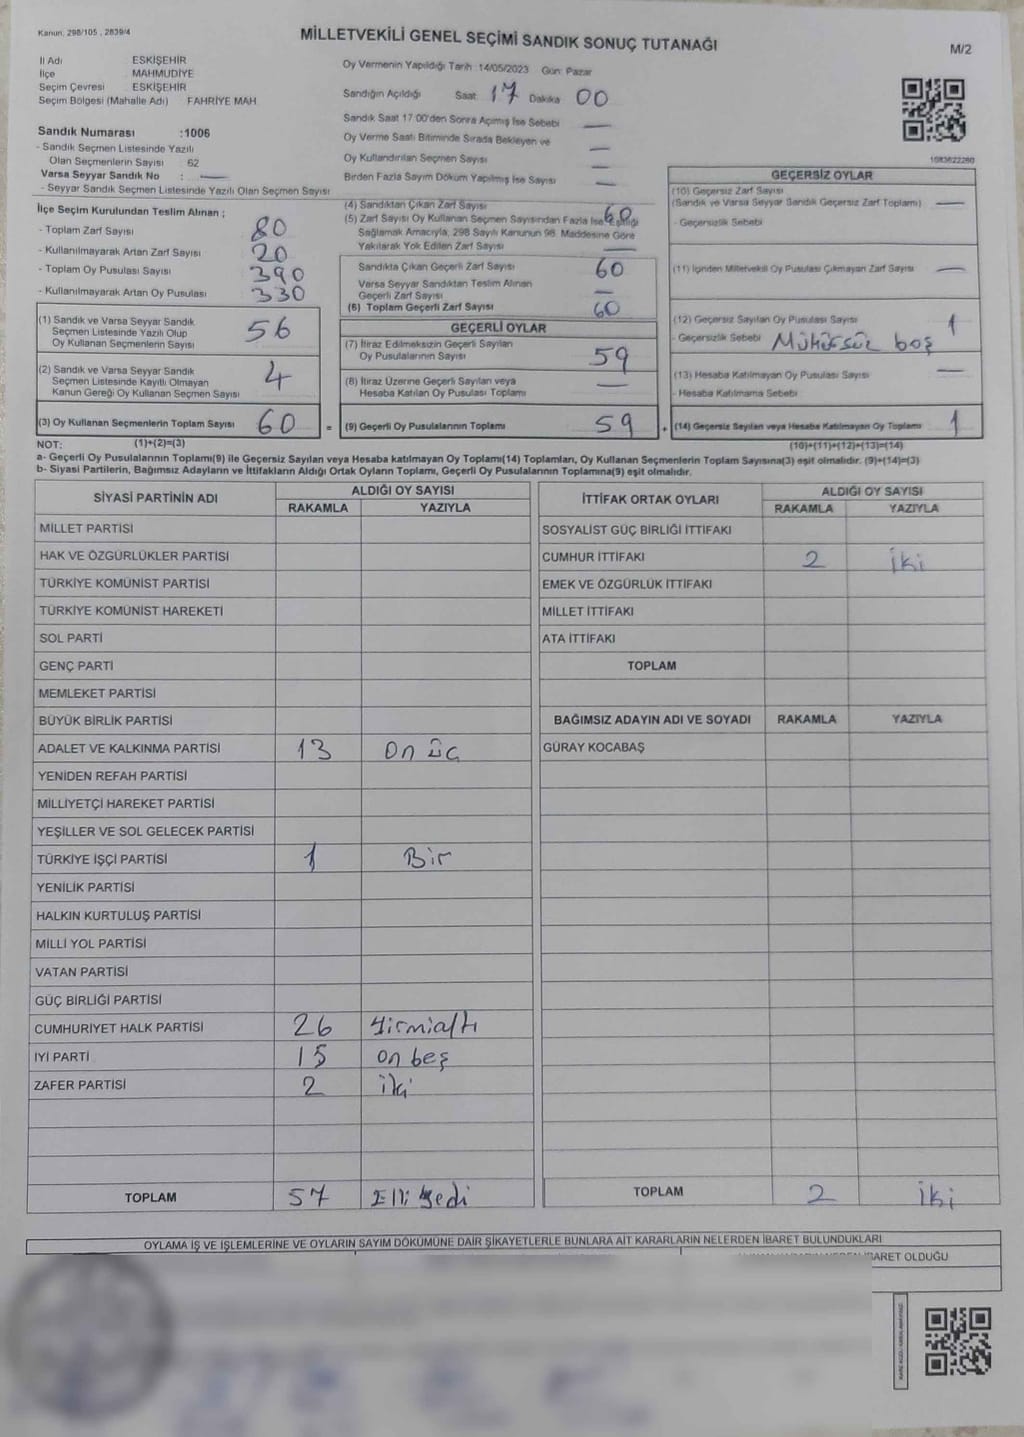 Kanun: 298/105 , 2839/4
MİLLETVEKİLİ GENEL SEÇİMİ SANDIK SONUÇ TUTANAĞI
M/2
İl Adı ESKİŞEHİR
İlçe MAHMUDİYE
Seçim Çevresi ESKİŞEHİR
Seçim Bölgesi (Mahalle Adı) FAHRİYE MAH.
Sandık Numarası :1006
- Sandık Seçmen Listesinde Yazılı
Olan Seçmenlerin Sayısı 62
Varsa Seyyar Sandık No : —
- Seyyar Sandık Seçmen Listesinde Yazılı Olan Seçmen Sayısı
Oy Vermenin Yapıldığı Tarih :14/05/2023 Gün: Pazar
Sandığın Açıldığı Saat: 17 Dakika 00
Sandık Saat 17:00'den Sonra Açımış İse Sebebi —
Oy Verme Saati Bitiminde Sırada Bekleyen ve
Oy Kullandırılan Seçmen Sayısı —
Birden Fazla Sayım Döküm Yapılmış İse Sayısı —
1083622260
İlçe Seçim Kurulundan Teslim Alınan ;
- Toplam Zarf Sayısı 80
- Kullanılmayarak Artan Zarf Sayısı 20
- Toplam Oy Pusulası Sayısı 390
- Kullanılmayarak Artan Oy Pusulası 330
(1) Sandık ve Varsa Seyyar Sandık
Seçmen Listesinde Yazılı Olup
Oy Kullanan Seçmenlerin Sayısı 56
(2) Sandık ve Varsa Seyyar Sandık
Seçmen Listesinde Kayıtlı Olmayan
Kanun Gereği Oy Kullanan Seçmen Sayısı 4
(3) Oy Kullanan Seçmenlerin Toplam Sayısı 60
(4) Sandıktan Çıkan Zarf Sayısı 60
(5) Zarf Sayısı Oy Kullanan Seçmen Sayısından Fazla İse Eşitliği
Sağlamak Amacıyla, 298 Sayılı Kanunun 98. Maddesine Göre
Yakılarak Yok Edilen Zarf Sayısı —
Sandıkta Çıkan Geçerli Zarf Sayısı 60
Varsa Seyyar Sandıktan Teslim Alınan
Geçerli Zarf Sayısı —
(6) Toplam Geçerli Zarf Sayısı 60
GEÇERLİ OYLAR
(7) İtiraz Edilmeksizin Geçerli Sayılan
Oy Pusulalarının Sayısı 59
(8) İtiraz Üzerine Geçerli Sayılan veya
Hesaba Katılan Oy Pusulası Toplamı —
= (9) Geçerli Oy Pusulalarının Toplamı 59 +
GEÇERSİZ OYLAR
(10) Geçersiz Zarf Sayısı
(Sandık ve Varsa Seyyar Sandık Geçersiz Zarf Toplamı) —
- Geçersizlik Sebebi
(11) İçinden Milletvekili Oy Pusulası Çıkmayan Zarf Sayısı —
(12) Geçersiz Sayılan Oy Pusulası Sayısı 1
- Geçersizlik Sebebi Mühürsüz boş
(13) Hesaba Katılmayan Oy Pusulası Sayısı —
- Hesaba Katılmama Sebebi
(14) Geçersiz Sayılan veya Hesaba Katılmayan Oy Toplamı 1
NOT: (1)+(2)=(3) (10)+(11)+(12)+(13)=(14)
a- Geçerli Oy Pusulalarının Toplamı(9) ile Geçersiz Sayılan veya Hesaba katılmayan Oy Toplamı(14) Toplamları, Oy Kullanan Seçmenlerin Toplam Sayısına(3) eşit olmalıdır. (9)+(14)=(3)
b- Siyasi Partilerin, Bağımsız Adayların ve İttifakların Aldığı Ortak Oyların Toplamı, Geçerli Oy Pusulalarının Toplamına(9) eşit olmalıdır.
SİYASİ PARTİNİN ADI ALDIĞI OY SAYISI
RAKAMLA YAZIYLA
MİLLET PARTİSİ
HAK VE ÖZGÜRLÜKLER PARTİSİ
TÜRKİYE KOMÜNİST PARTİSİ
TÜRKİYE KOMÜNİST HAREKETİ
SOL PARTİ
GENÇ PARTİ
MEMLEKET PARTİSİ
BÜYÜK BİRLİK PARTİSİ
ADALET VE KALKINMA PARTİSİ 13 On üç
YENİDEN REFAH PARTİSİ
MİLLİYETÇİ HAREKET PARTİSİ
YEŞİLLER VE SOL GELECEK PARTİSİ
TÜRKİYE İŞÇİ PARTİSİ 1 Bir
YENİLİK PARTİSİ
HALKIN KURTULUŞ PARTİSİ
MİLLİ YOL PARTİSİ
VATAN PARTİSİ
GÜÇ BİRLİĞİ PARTİSİ
CUMHURİYET HALK PARTİSİ 26 Yirmialtı
İYİ PARTİ 15 On beş
ZAFER PARTİSİ 2 iki
TOPLAM 57 Elli yedi
İTTİFAK ORTAK OYLARI ALDIĞI OY SAYISI
RAKAMLA YAZIYLA
SOSYALİST GÜÇ BİRLİĞİ İTTİFAKI
CUMHUR İTTİFAKI 2 iki
EMEK VE ÖZGÜRLÜK İTTİFAKI
MİLLET İTTİFAKI
ATA İTTİFAKI
TOPLAM
BAĞIMSIZ ADAYIN ADI VE SOYADI RAKAMLA YAZIYLA
GÜRAY KOCABAŞ
TOPLAM 2 iki
OYLAMA İŞ VE İŞLEMLERİNE VE OYLARIN SAYIM DÖKÜMÜNE DAİR ŞİKAYETLERLE BUNLARA AİT KARARLARIN NELERDEN İBARET BULUNDUKLARI
OLDUĞU